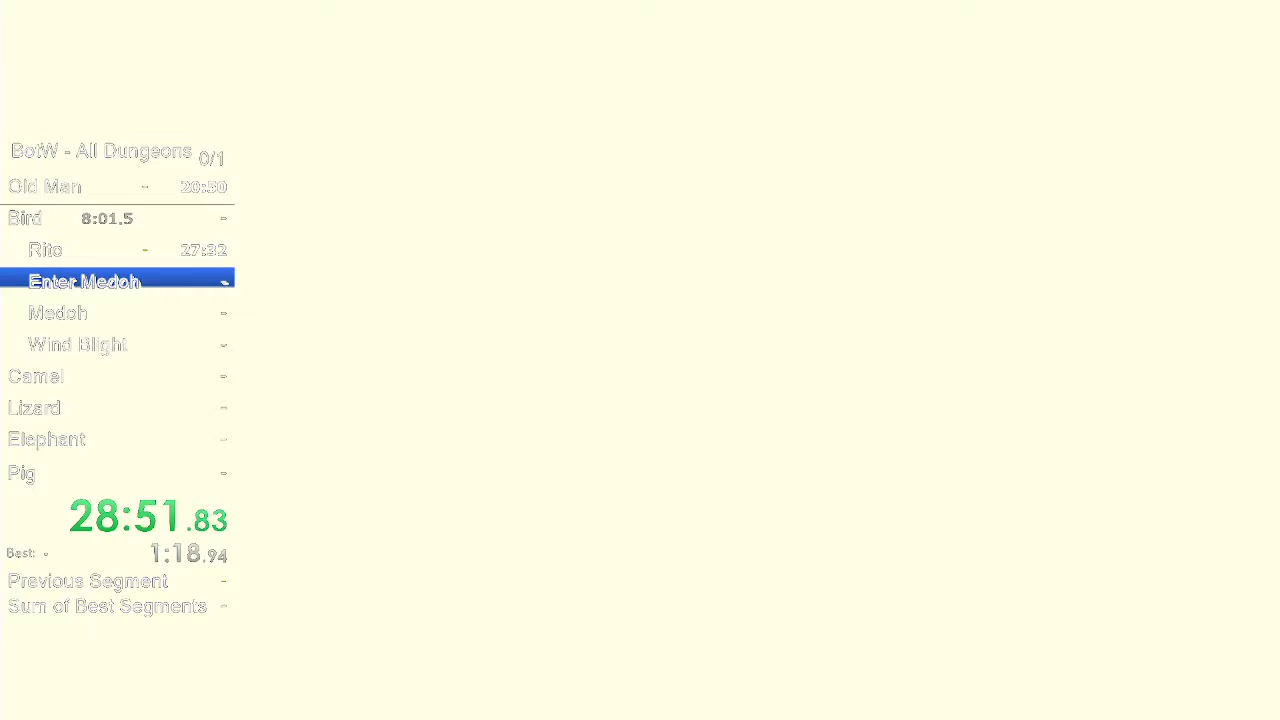 BotW - All Dungeons 0/1
Old Man - 20:50
Bird 8:01.5 -
Rito - 27:32
Enter Medoh -
Medoh -
Wind Blight -
Camel -
Lizard -
Elephant -
Pig -
28:51.83
Best: - 1:18.94
Previous Segment -
Sum of Best Segments -